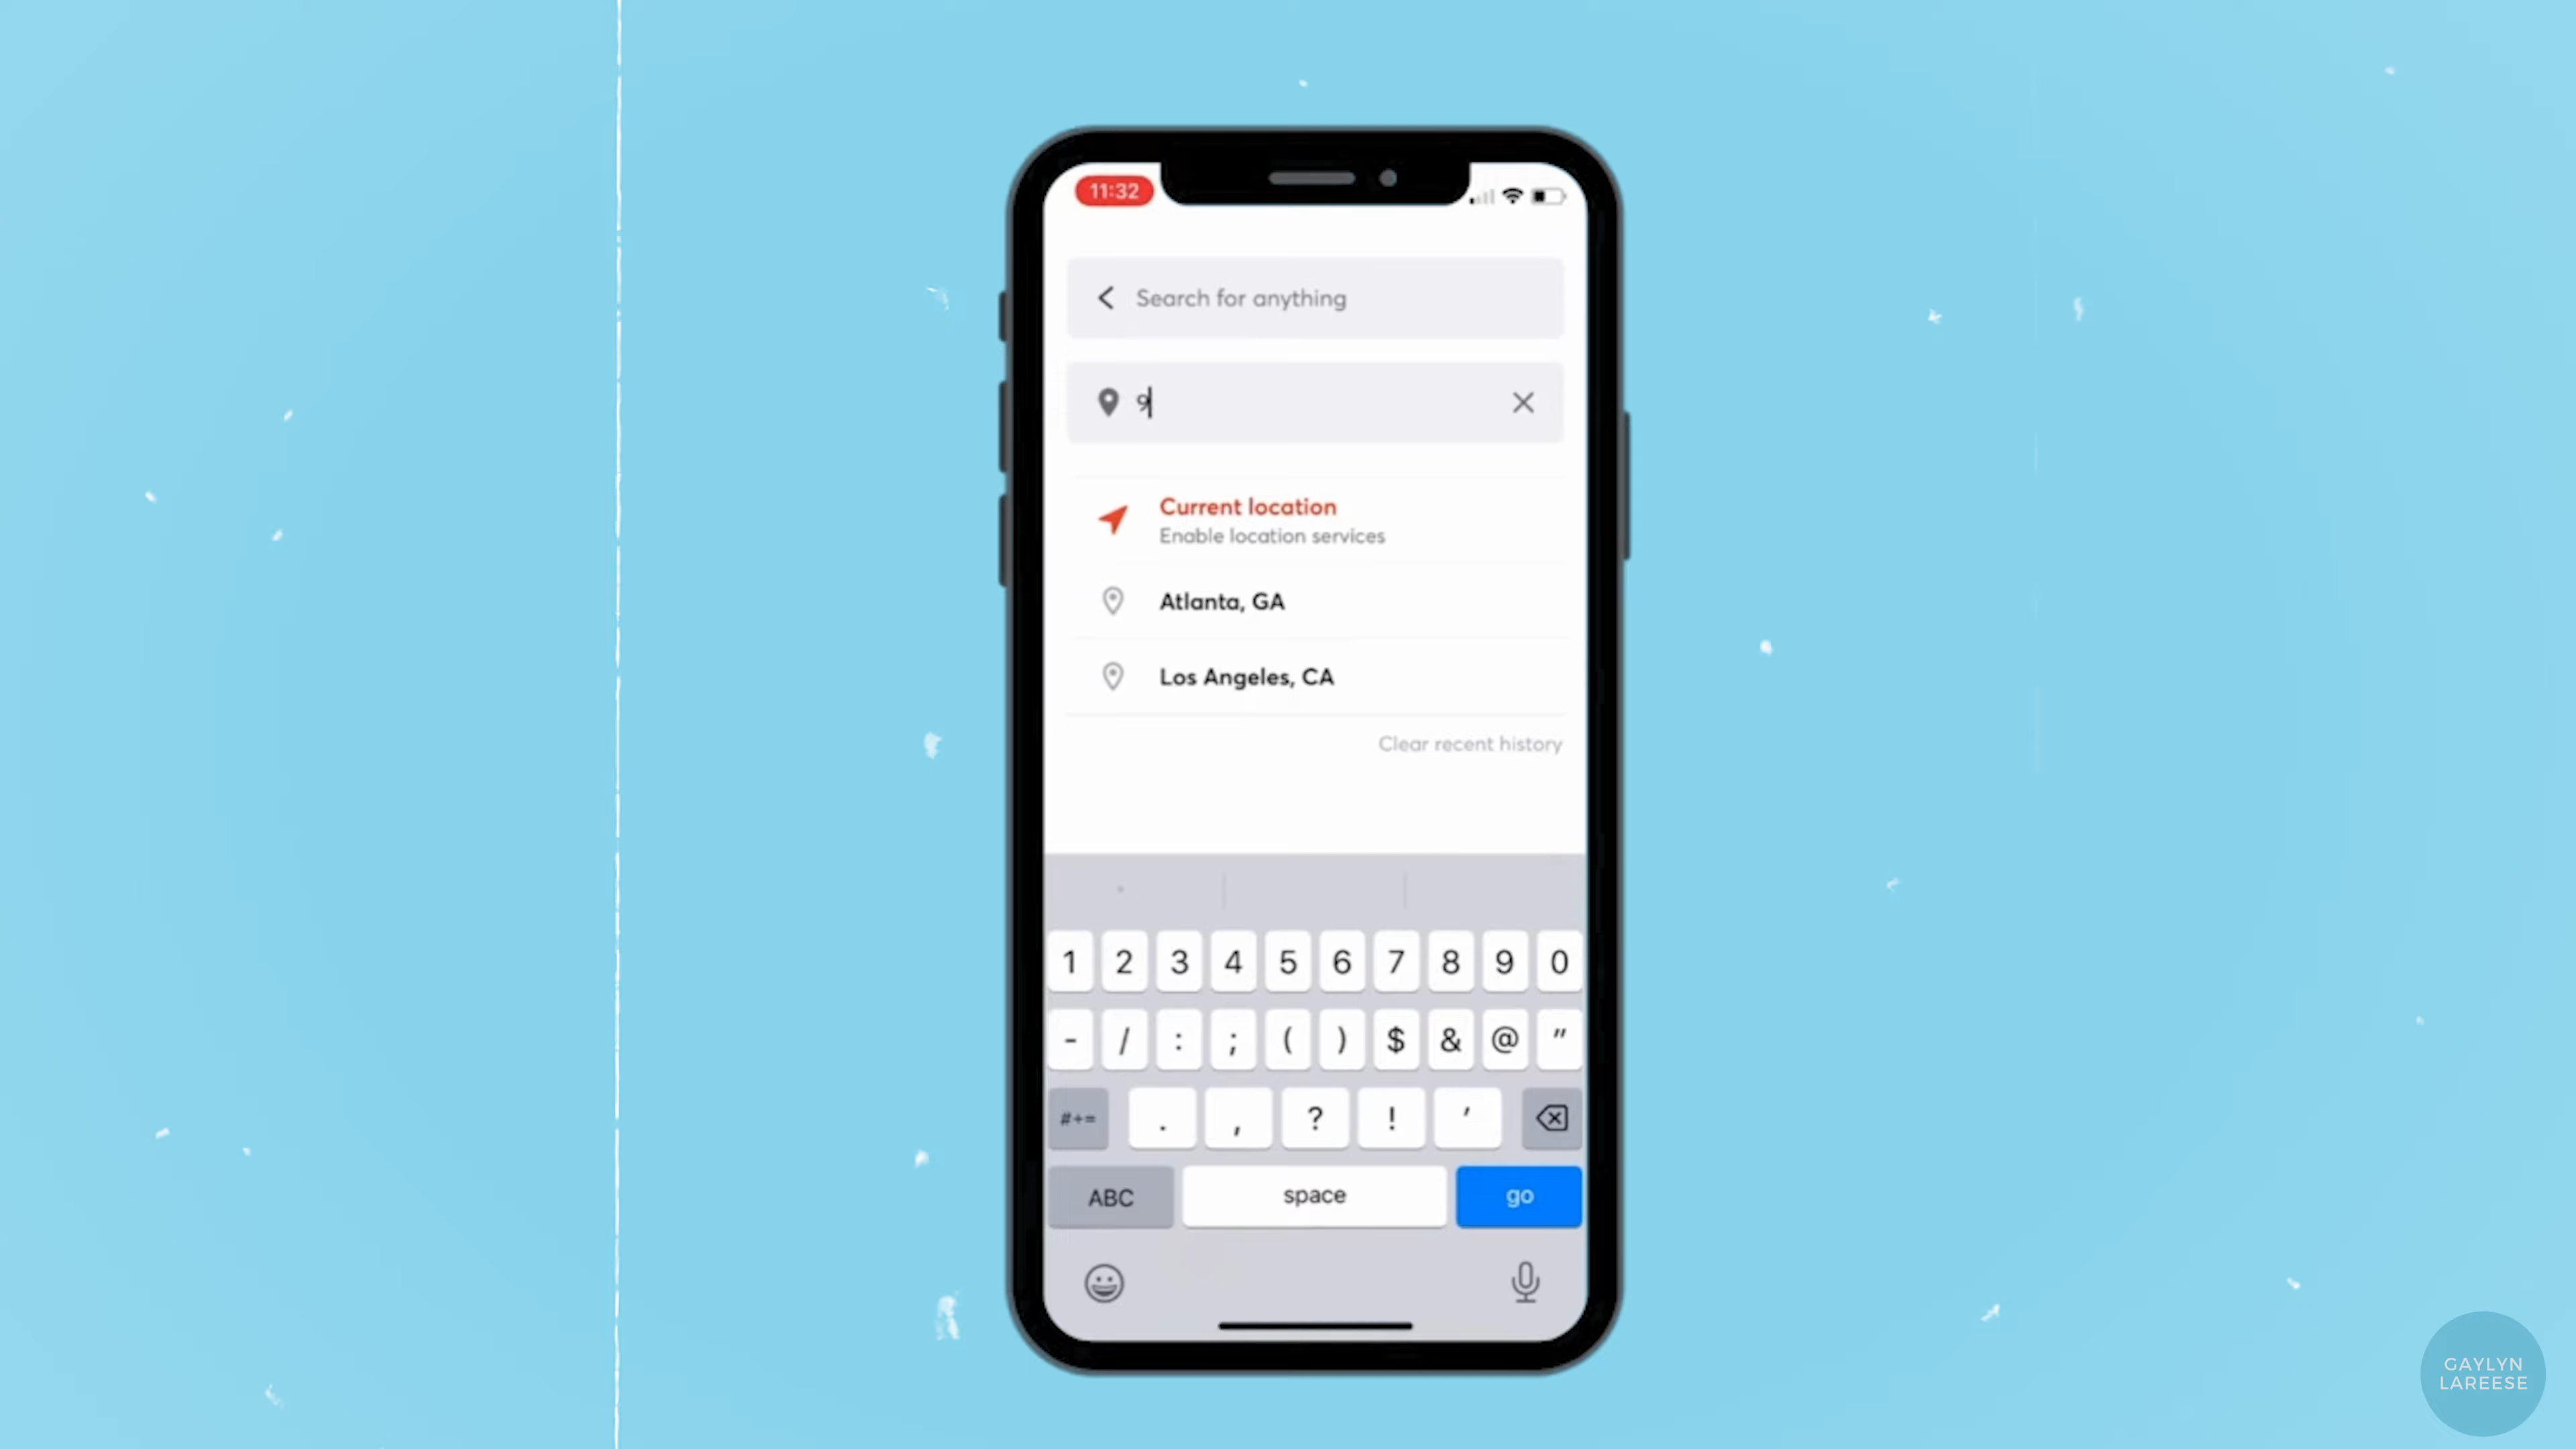 11:32
Search for anything
9
Current location
Enable location services
Atlanta, GA
Los Angeles, CA
Clear recent history
1 2 3 4 5 6 7 8 9 0
- / : ; ( ) $ & @ "
#+= . , ? ! '
ABC space go
GAYLYN
LAREESE